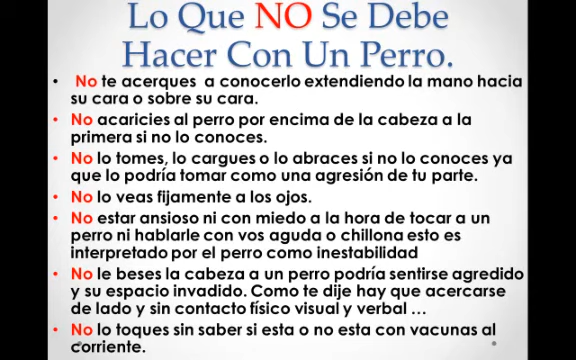 Lo Que NO Se Debe
Hacer Con Un Perro.
• No te acerques a conocerlo extendiendo la mano hacia
su cara o sobre su cara.
• No acaricies al perro por encima de la cabeza a la
primera si no lo conoces.
• No lo tomes, lo cargues o lo abraces si no lo conoces ya
que lo podría tomar como una agresión de tu parte.
• No lo veas fijamente a los ojos.
• No estar ansioso ni con miedo a la hora de tocar a un
perro ni hablarle con vos aguda o chillona esto es
interpretado por el perro como inestabilidad
• No le beses la cabeza a un perro podría sentirse agredido
y su espacio invadido. Como te dije hay que acercarse
de lado y sin contacto físico visual y verbal …
• No lo toques sin saber si esta o no esta con vacunas al
corriente.